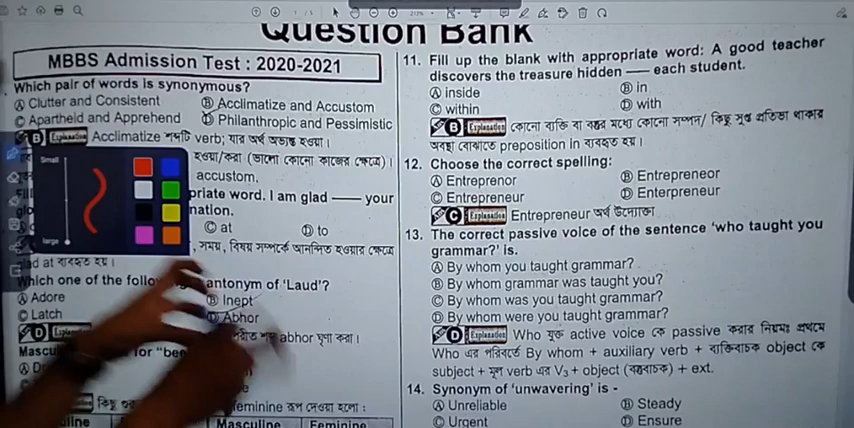 Question Bank
MBBS Admission Test : 2020-2021
Which pair of words is synonymous?
Ⓐ Clutter and Consistent
Ⓑ Acclimatize and Accustom
Ⓒ Apartheid and Apprehend
Ⓓ Philanthropic and Pessimistic
Ⓑ Explanation Acclimatize শব্দটি verb; যার অর্থ অভ্যস্ত হওয়া।
হওয়া/করা (ভালো কোনো কাজের ক্ষেত্রে)।
accustom.
Small
large
priate word. I am glad —— your
nation.
Ⓒ at
Ⓓ to
, সময়, বিষয় সম্পর্কে আনন্দিত হওয়ার ক্ষেত্রে
glad at ব্যবহৃত হয়।
Which one of the antonym of ‘Laud’?
Ⓐ Adore
Ⓑ Inept
Ⓒ Latch
Ⓓ Abhor
Ⓓ abhor ঘৃণা করা।
for
feminine রূপ দেওয়া হলো :
Masculine Feminine
11. Fill up the blank with appropriate word: A good teacher
discovers the treasure hidden —— each student.
Ⓐ inside
Ⓑ in
Ⓒ within
Ⓓ with
Ⓑ Explanation কোনো ব্যক্তি বা বস্তুর মধ্যে কোনো সম্পদ/ কিছু সুপ্ত প্রতিভা থাকার
অবস্থা বোঝাতে preposition in ব্যবহৃত হয়।
12. Choose the correct spelling:
Ⓐ Entreprenor
Ⓑ Entrepreneor
Ⓒ Entrepreneur
Ⓓ Enterpreneur
Ⓒ Explanation Entrepreneur অর্থ উদ্যোক্তা
13. The correct passive voice of the sentence ‘who taught you
grammar?’ is.
Ⓐ By whom you taught grammar?
Ⓑ By whom grammar was taught you?
Ⓒ By whom was you taught grammar?
Ⓓ By whom were you taught grammar?
Ⓓ Explanation Who যুক্ত active voice কে passive করার নিয়মঃ প্রথমে
Who এর পরিবর্তে By whom + auxiliary verb + ব্যক্তিবাচক object কে
subject + মূল verb এর V₃ + object (বস্তুবাচক) + ext.
14. Synonym of ‘unwavering’ is -
Ⓐ Unreliable
Ⓑ Steady
Ⓒ Urgent
Ⓓ Ensure